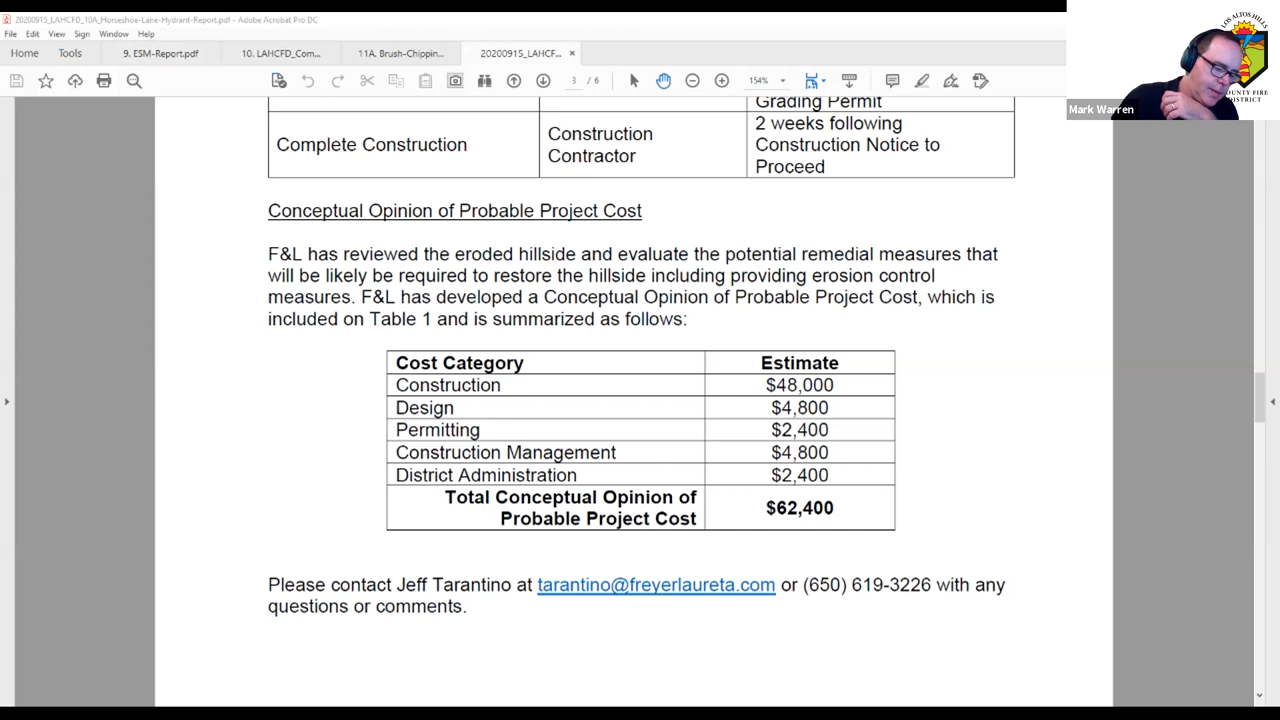 20200915_LAHCFD_10A_Horseshoe-Lane-Hydrant-Report.pdf - Adobe Acrobat Pro DC
File Edit View Sign Window Help
Home Tools 9. ESM-Report.pdf 10. LAHCFD_Com... 11A. Brush-Chippin... 20200915_LAHCF... ×
3 / 6 154%
Grading Permit
Complete Construction
Construction
Contractor
2 weeks following
Construction Notice to
Proceed
Conceptual Opinion of Probable Project Cost
F&L has reviewed the eroded hillside and evaluate the potential remedial measures that
will be likely be required to restore the hillside including providing erosion control
measures. F&L has developed a Conceptual Opinion of Probable Project Cost, which is
included on Table 1 and is summarized as follows:
Cost Category Estimate
Construction $48,000
Design $4,800
Permitting $2,400
Construction Management $4,800
District Administration $2,400
Total Conceptual Opinion of
Probable Project Cost $62,400
Please contact Jeff Tarantino at tarantino@freyerlaureta.com or (650) 619-3226 with any
questions or comments.
LOS ALTOS HILLS
COUNTY FIRE
DISTRICT
Mark Warren